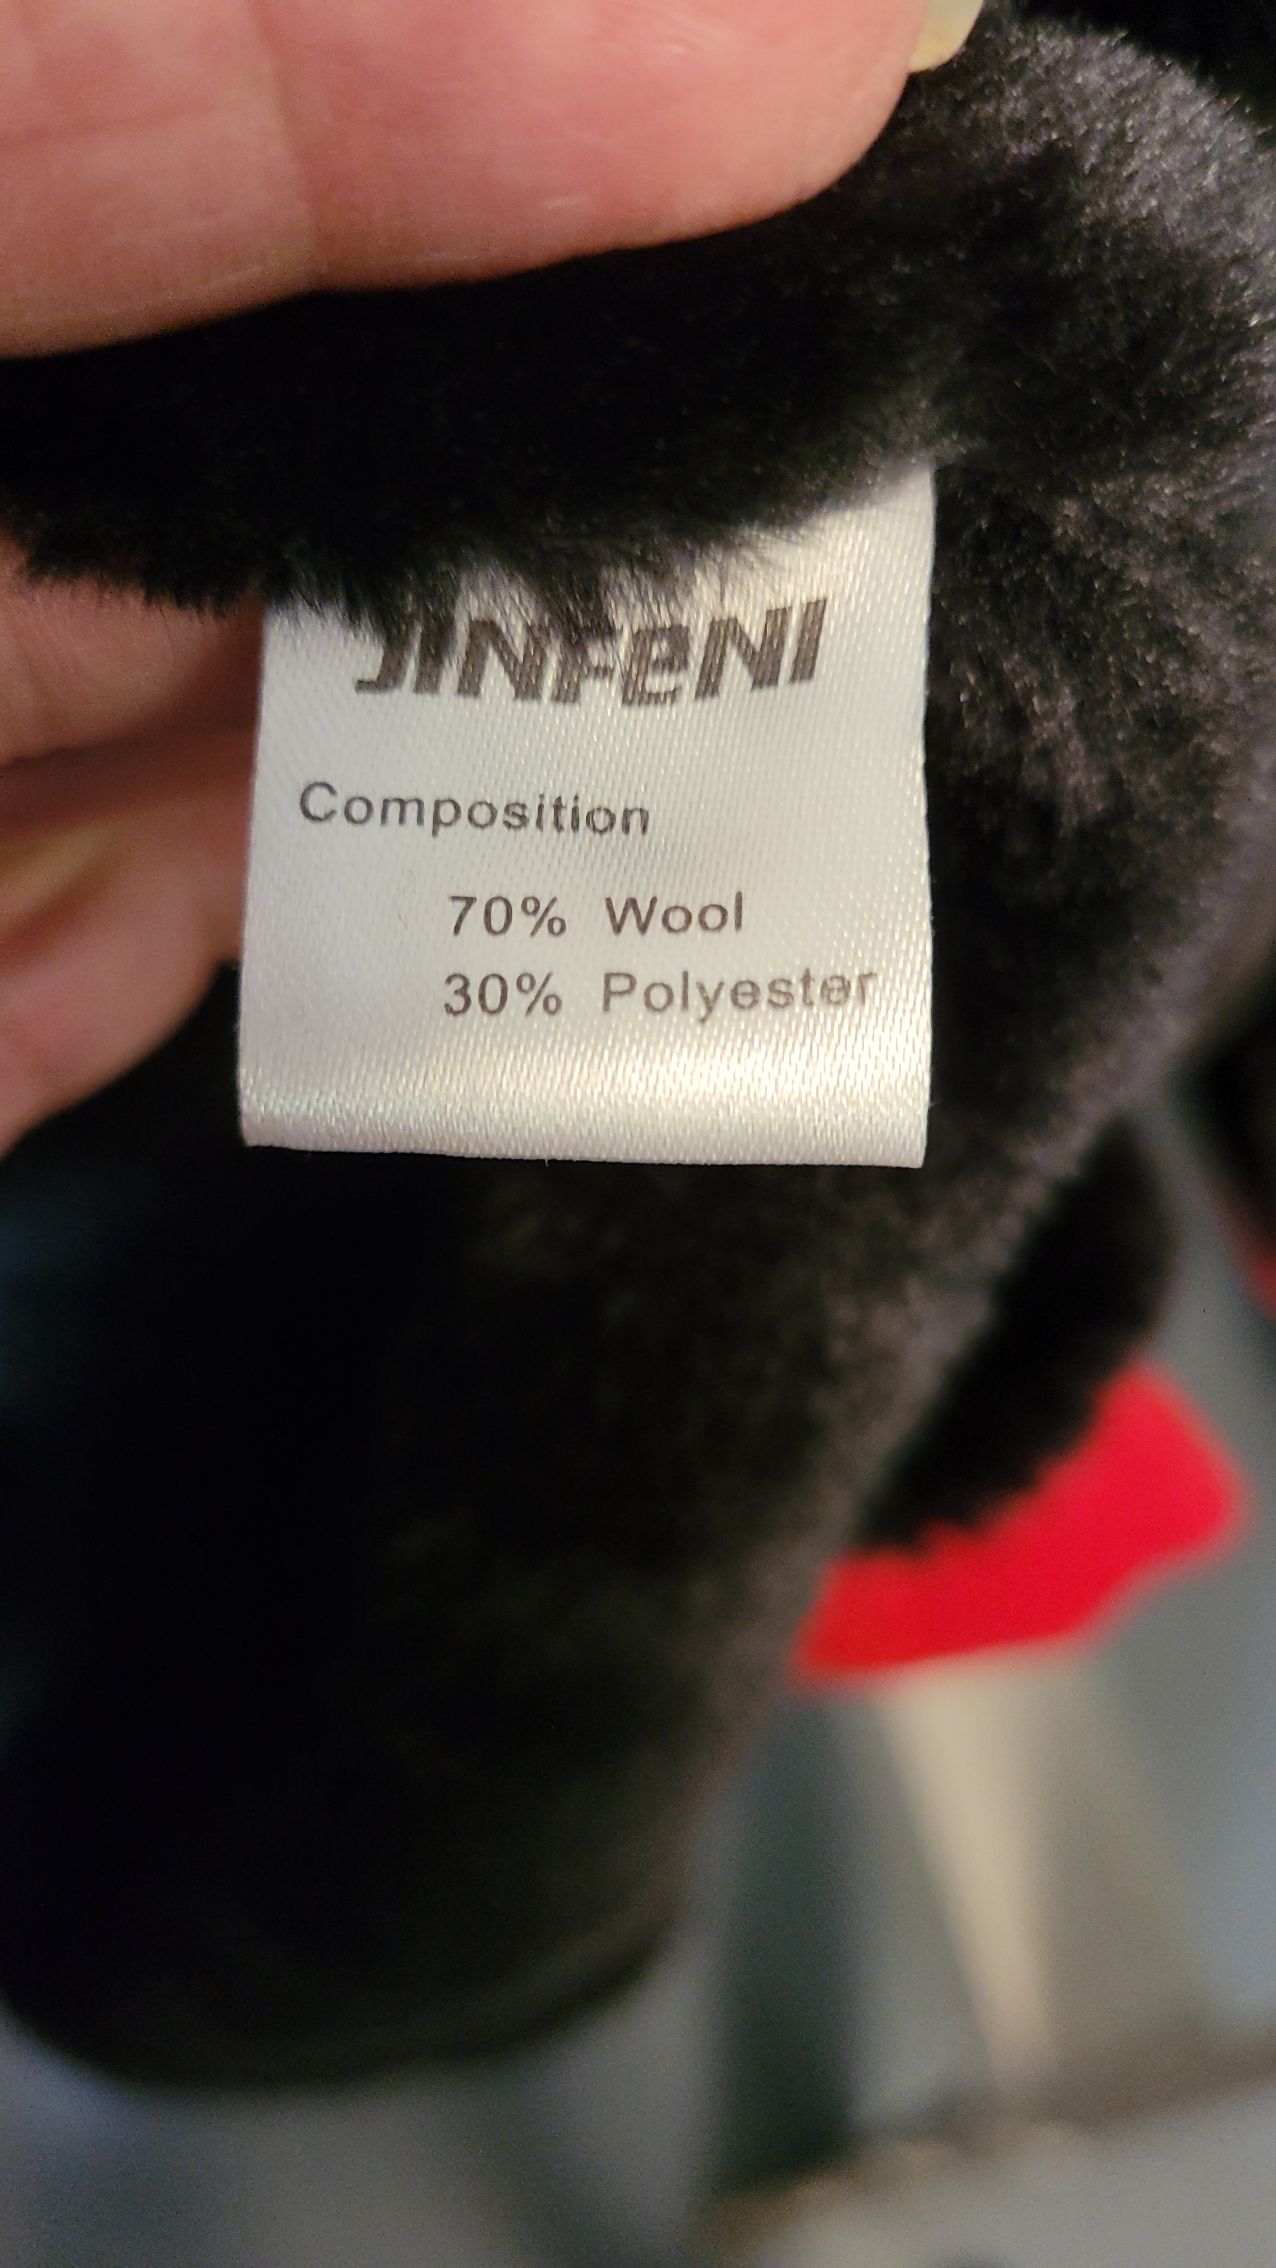 JINFeNI
Composition
70% Wool
30% Polyester